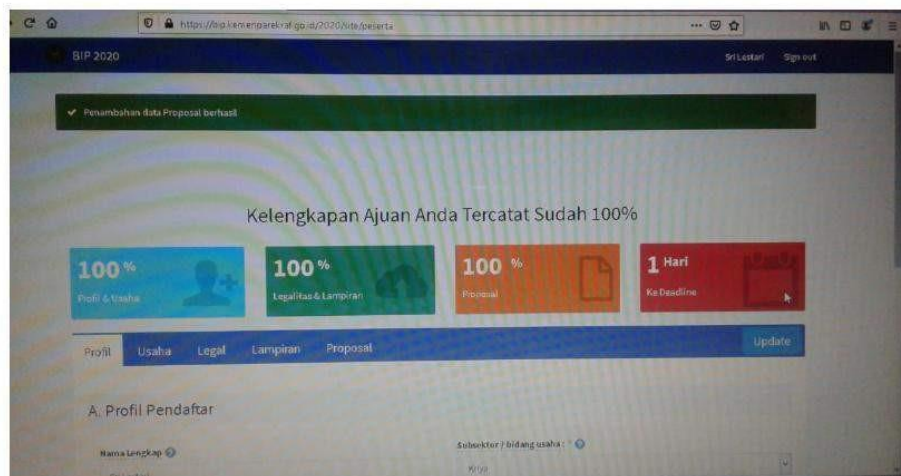 https://bip.kemenparekraf.go.id/2020/site/peserta
BIP 2020
Sri Lestari Sign out
Penambahan data Proposal berhasil
Kelengkapan Ajuan Anda Tercatat Sudah 100%
100 %
Profil & Usaha
100 %
Legalitas & Lampiran
100 %
Proposal
1 Hari
Ke Deadline
Profil Usaha Legal Lampiran Proposal Update
A. Profil Pendaftar
Nama Lengkap
Subsektor / bidang usaha : *
Kriya